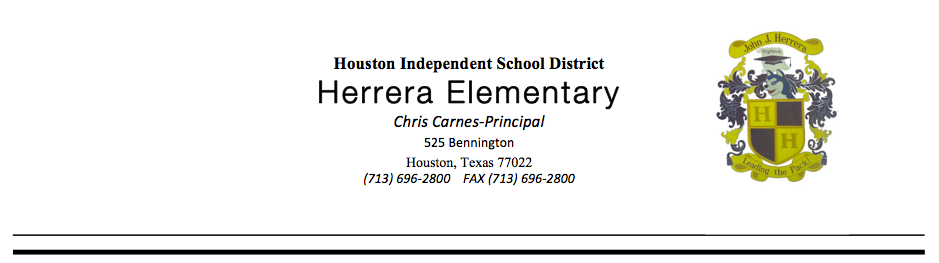 Houston Independent School District
Herrera Elementary
Chris Carnes-Principal
525 Bennington
Houston, Texas 77022
(713) 696-2800 FAX (713) 696-2800
John J. Herrera
H
H
Leading the Pack!